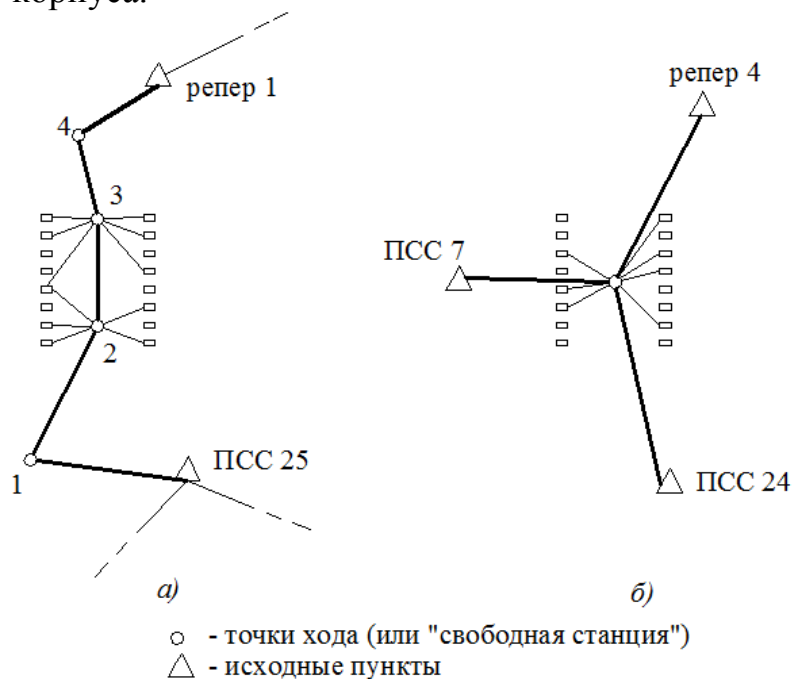 корпуса.
репер 1
репер 4
4
3
ПСС 7
2
ПСС 25
1
ПСС 24
а)
б)
- точки хода (или "свободная станция")
- исходные пункты